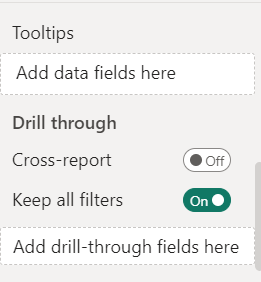 Tooltips
Add data fields here
Drill through
Cross-report Off
Keep all filters On
Add drill-through fields here